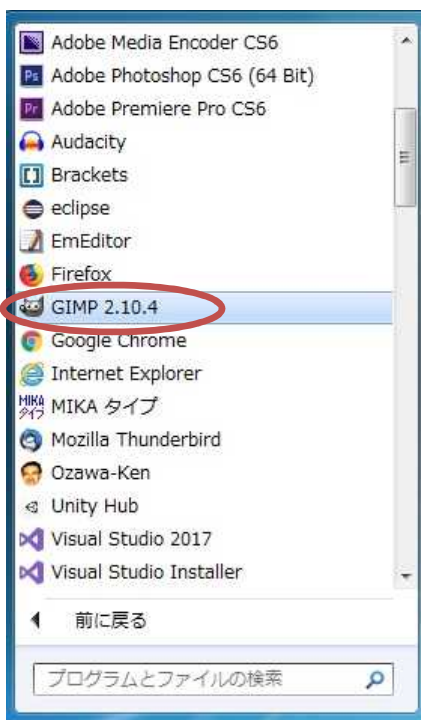 Adobe Media Encoder CS6
Adobe Photoshop CS6 (64 Bit)
Adobe Premiere Pro CS6
Audacity
Brackets
eclipse
EmEditor
Firefox
GIMP 2.10.4
Google Chrome
Internet Explorer
MIKA タイプ
Mozilla Thunderbird
Ozawa-Ken
Unity Hub
Visual Studio 2017
Visual Studio Installer
前に戻る
プログラムとファイルの検索